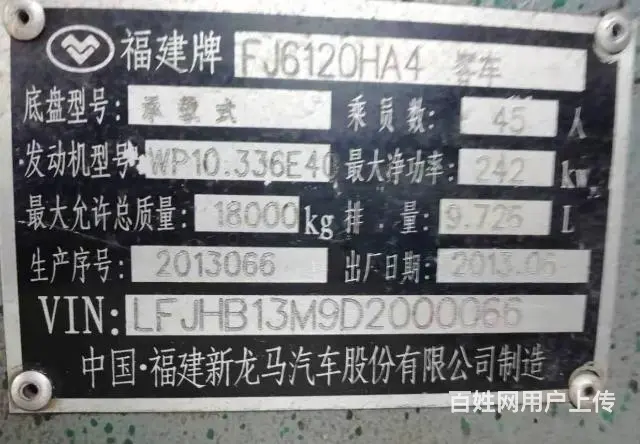 福建牌 FJ6120HA4 客车
底盘型号: 承载式 乘员数: 45 人
发动机型号: WP10.336E40 最大净功率: 242 kw
最大允许总质量: 18000 kg 排量: 9.726 L
生产序号: 2013066 出厂日期: 2013.06
VIN: LFJHB13M9D2000066
中国·福建新龙马汽车股份有限公司制造
百姓网用户上传